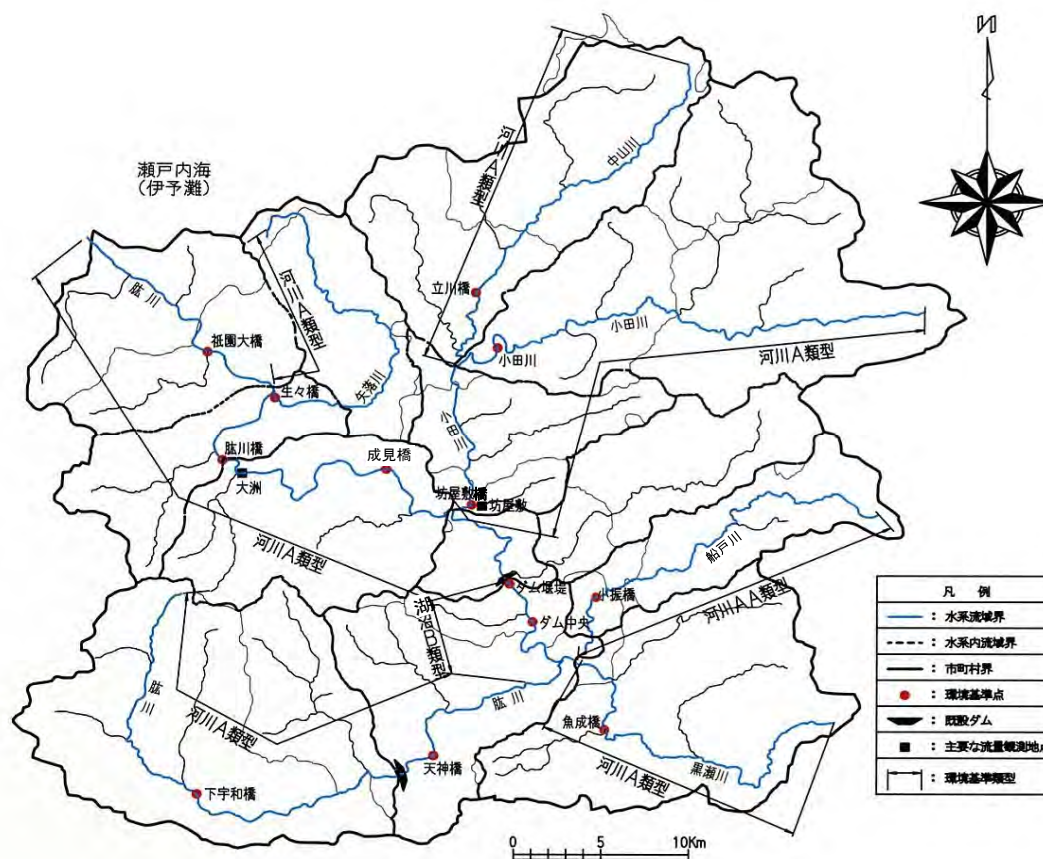 N
瀬戸内海
(伊予灘)
中山川
河川A類型
立川橋
肱川
河川A類型
祇園大橋
小田川
小田川
河川A類型
矢落川
生々橋
小田川
肱川橋
成見橋
大洲
坊屋敷橋
坊屋敷
船戸川
河川A類型
ダム堰堤
小振橋
湖沼B類型
ダム中央
河川AA類型
肱川
肱川
河川A類型
魚成橋
天神橋
河川A類型
黒瀬川
下宇和橋
0 5 10Km
凡 例
: 水系流域界
: 水系内流域界
: 市町村界
: 環境基準点
: 既設ダム
: 主要な流量観測地点
: 環境基準類型